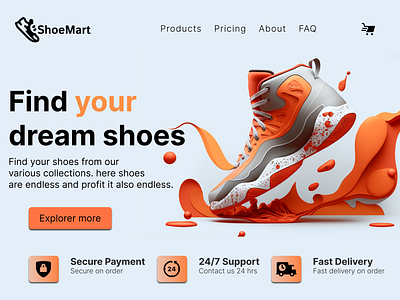 ShoeMart
Products Pricing About FAQ
Find your
dream shoes
Find your shoes from our
various collections. here shoes
are endless and profit it also endless.
Explorer more
Secure Payment
Secure on order
24
24/7 Support
Contact us 24 hrs
Fast Delivery
Fast delivery on order